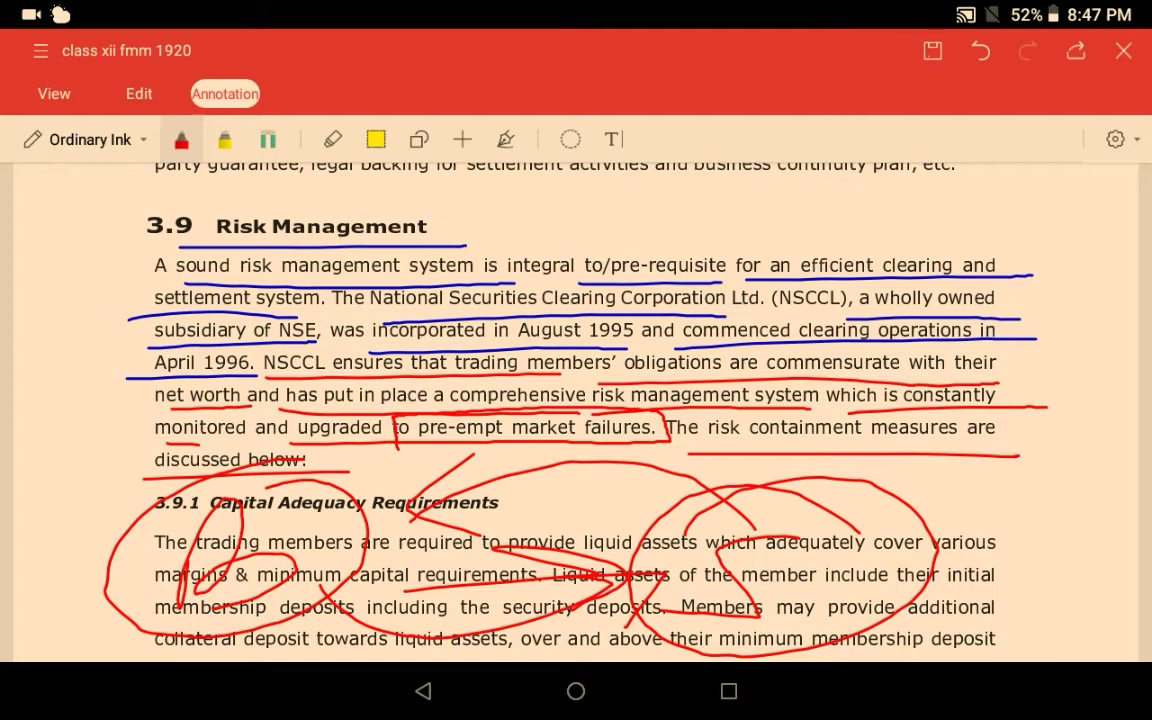 52% 8:47 PM
class xii fmm 1920
View Edit Annotation
Ordinary Ink T
party guarantee, legal backing for settlement activities and business continuity plan, etc.
3.9 Risk Management
A sound risk management system is integral to/pre-requisite for an efficient clearing and
settlement system. The National Securities Clearing Corporation Ltd. (NSCCL), a wholly owned
subsidiary of NSE, was incorporated in August 1995 and commenced clearing operations in
April 1996. NSCCL ensures that trading members’ obligations are commensurate with their
net worth and has put in place a comprehensive risk management system which is constantly
monitored and upgraded to pre-empt market failures. The risk containment measures are
discussed below:
3.9.1 Capital Adequacy Requirements
The trading members are required to provide liquid assets which adequately cover various
margins & minimum capital requirements. Liquid assets of the member include their initial
membership deposits including the security deposits. Members may provide additional
collateral deposit towards liquid assets, over and above their minimum membership deposit